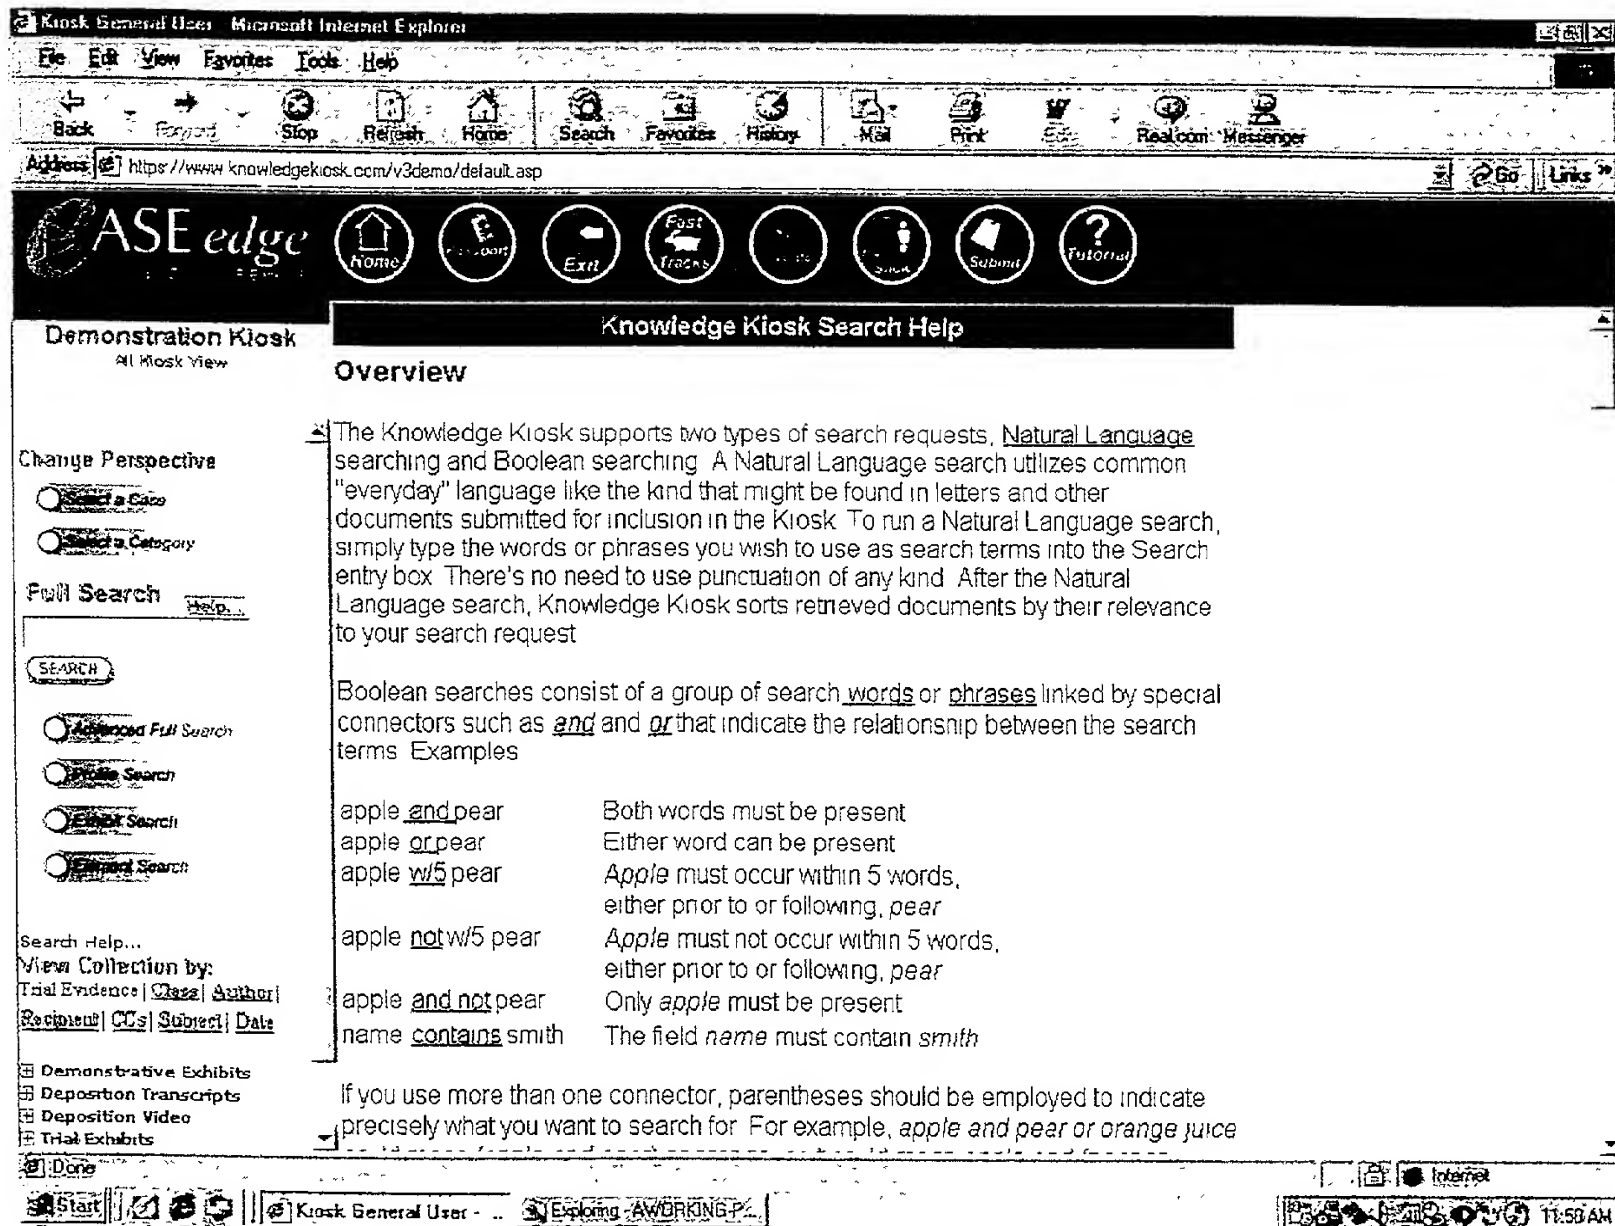 Kiosk General User - Microsoft Internet Explorer
File Edit View Favorites Tools Help
Back Forward Stop Refresh Home Search Favorites History Mail Print Edit Real.com Messenger
Address https://www.knowledgekiosk.com/v3demo/default.asp Go Links »
CASE edge
Home Exit Fast Tracks Submit Tutorial
Demonstration Kiosk
All Kiosk View
Change Perspective
Select a Case
Select a Category
Full Search Help...
SEARCH
Advanced Full Search
Profile Search
Exhibit Search
Search
Search Help...
View Collection by:
Trial Evidence | Class | Author |
Recipient | CCs | Subject | Date
Demonstrative Exhibits
Deposition Transcripts
Deposition Video
Trial Exhibits
Knowledge Kiosk Search Help
Overview
The Knowledge Kiosk supports two types of search requests, Natural Language
searching and Boolean searching A Natural Language search utilizes common
"everyday" language like the kind that might be found in letters and other
documents submitted for inclusion in the Kiosk To run a Natural Language search,
simply type the words or phrases you wish to use as search terms into the Search
entry box There's no need to use punctuation of any kind After the Natural
Language search, Knowledge Kiosk sorts retrieved documents by their relevance
to your search request
Boolean searches consist of a group of search words or phrases linked by special
connectors such as and and or that indicate the relationship between the search
terms Examples
apple and pear Both words must be present
apple or pear Either word can be present
apple w/5 pear Apple must occur within 5 words,
either prior to or following, pear
apple not w/5 pear Apple must not occur within 5 words,
either prior to or following, pear
apple and not pear Only apple must be present
name contains smith The field name must contain smith
If you use more than one connector, parentheses should be employed to indicate
precisely what you want to search for For example, apple and pear or orange juice
Done Internet
Start Kiosk General User - .. Exploring -AWORKING-P... 11:58 AM